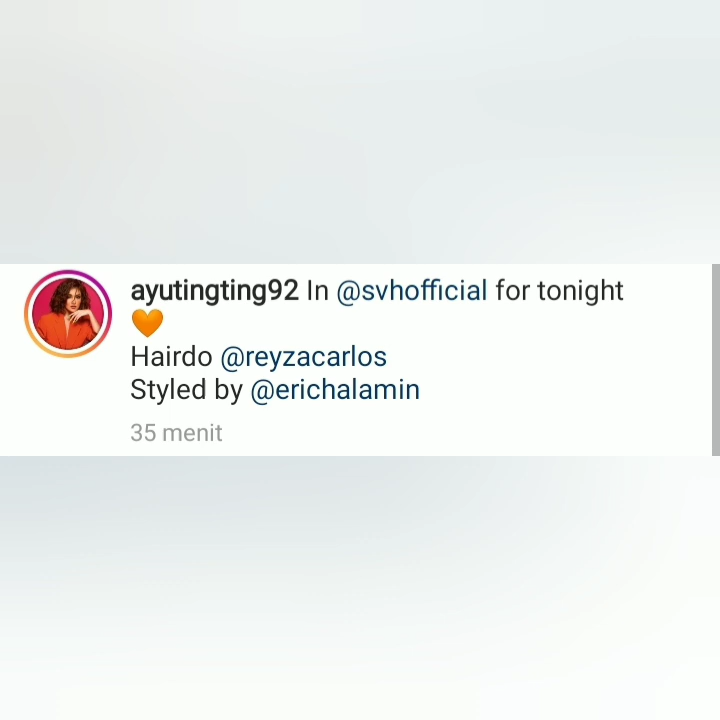 ayutingting92 In @svhofficial for tonight
🧡
Hairdo @reyzacarlos
Styled by @erichalamin
35 menit